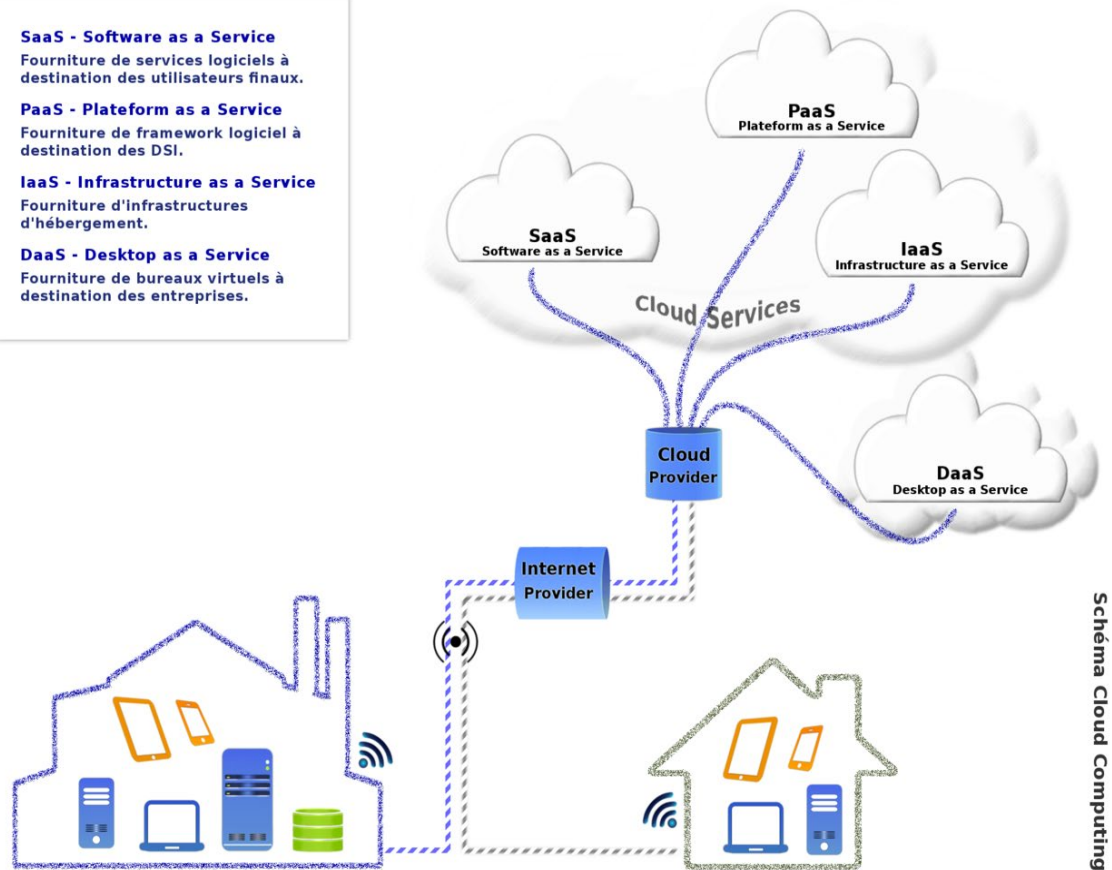 SaaS - Software as a Service
Fourniture de services logiciels à
destination des utilisateurs finaux.
PaaS - Plateform as a Service
Fourniture de framework logiciel à
destination des DSI.
IaaS - Infrastructure as a Service
Fourniture d'infrastructures
d'hébergement.
DaaS - Desktop as a Service
Fourniture de bureaux virtuels à
destination des entreprises.
PaaS
Plateform as a Service
SaaS
Software as a Service
IaaS
Infrastructure as a Service
Cloud Services
Cloud
Provider
DaaS
Desktop as a Service
Internet
Provider
Schéma Cloud Computing